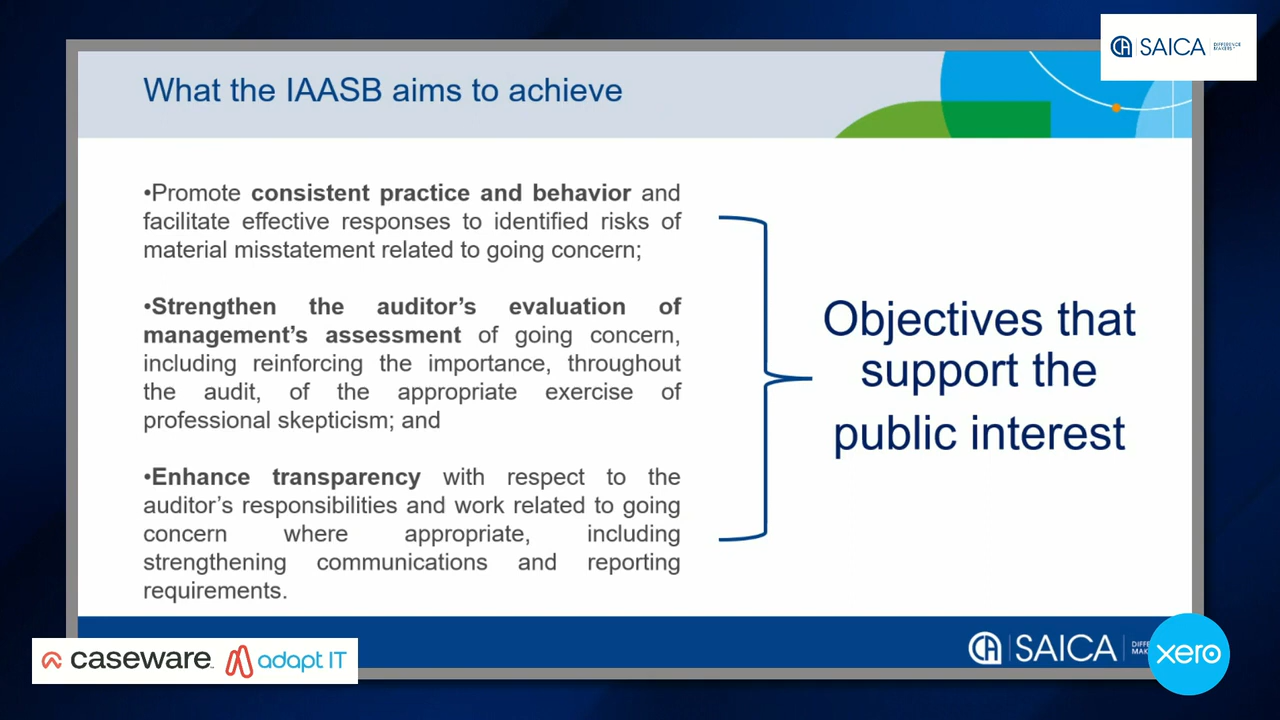 SAICA
DIFFERENCE
MAKERS
What the IAASB aims to achieve
•Promote consistent practice and behavior and
facilitate effective responses to identified risks of
material misstatement related to going concern;
•Strengthen the auditor’s evaluation of
management’s assessment of going concern,
including reinforcing the importance, throughout
the audit, of the appropriate exercise of
professional skepticism; and
•Enhance transparency with respect to the
auditor’s responsibilities and work related to going
concern where appropriate, including
strengthening communications and reporting
requirements.
Objectives that
support the
public interest
caseware
adapt IT
SAICA
xero